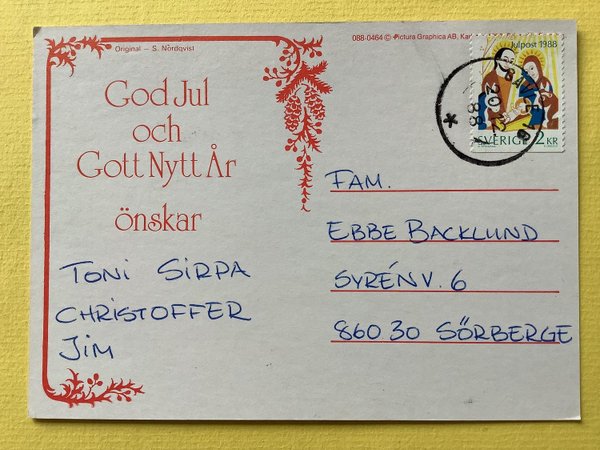 Original — S. Nordqvist
088-0464 © Pictura Graphica AB,
Julpost 1988
SVERIGE 2 KR
God Jul
och
Gott Nytt År
önskar
TONI SIRPA
CHRISTOFFER
JIM
FAM.
EBBE BACKLUND
SYRÉNV. 6
860 30 SÖRBERGE